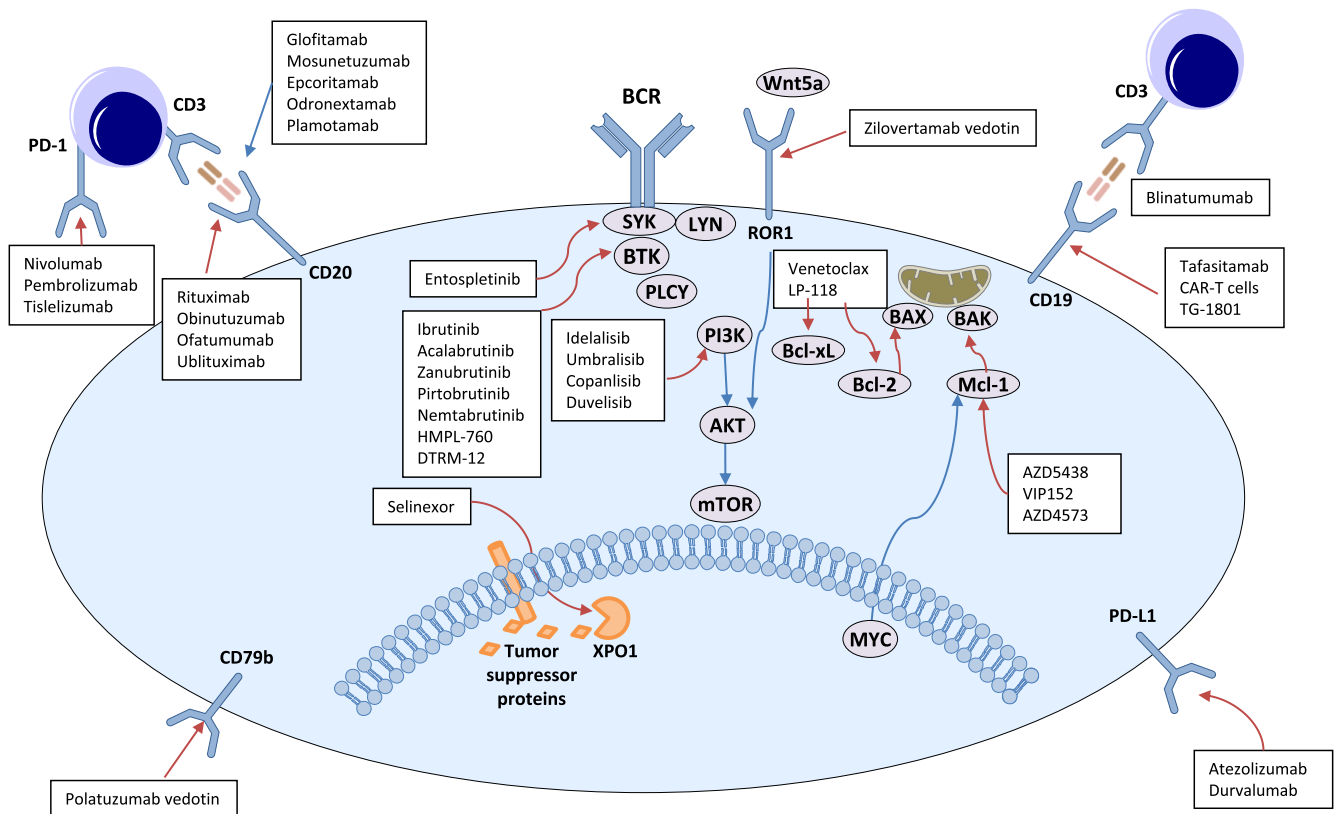 Glofitamab
Mosunetuzumab
Epcoritamab
Odronextamab
Plamotamab
CD3
PD-1
Nivolumab
Pembrolizumab
Tislelizumab
Rituximab
Obinutuzumab
Ofatumumab
Ublituximab
CD20
BCR
Wnt5a
Zilovertamab vedotin
CD3
Blinatumumab
SYK
LYN
ROR1
BTK
PLCY
Entospletinib
Ibrutinib
Acalabrutinib
Zanubrutinib
Pirtobrutinib
Nemtabrutinib
HMPL-760
DTRM-12
Idelalisib
Umbralisib
Copanlisib
Duvelisib
PI3K
AKT
mTOR
Venetoclax
LP-118
Bcl-xL
Bcl-2
BAX
BAK
Mcl-1
CD19
Tafasitamab
CAR-T cells
TG-1801
AZD5438
VIP152
AZD4573
Selinexor
Tumor
suppressor
proteins
XPO1
MYC
CD79b
Polatuzumab vedotin
PD-L1
Atezolizumab
Durvalumab